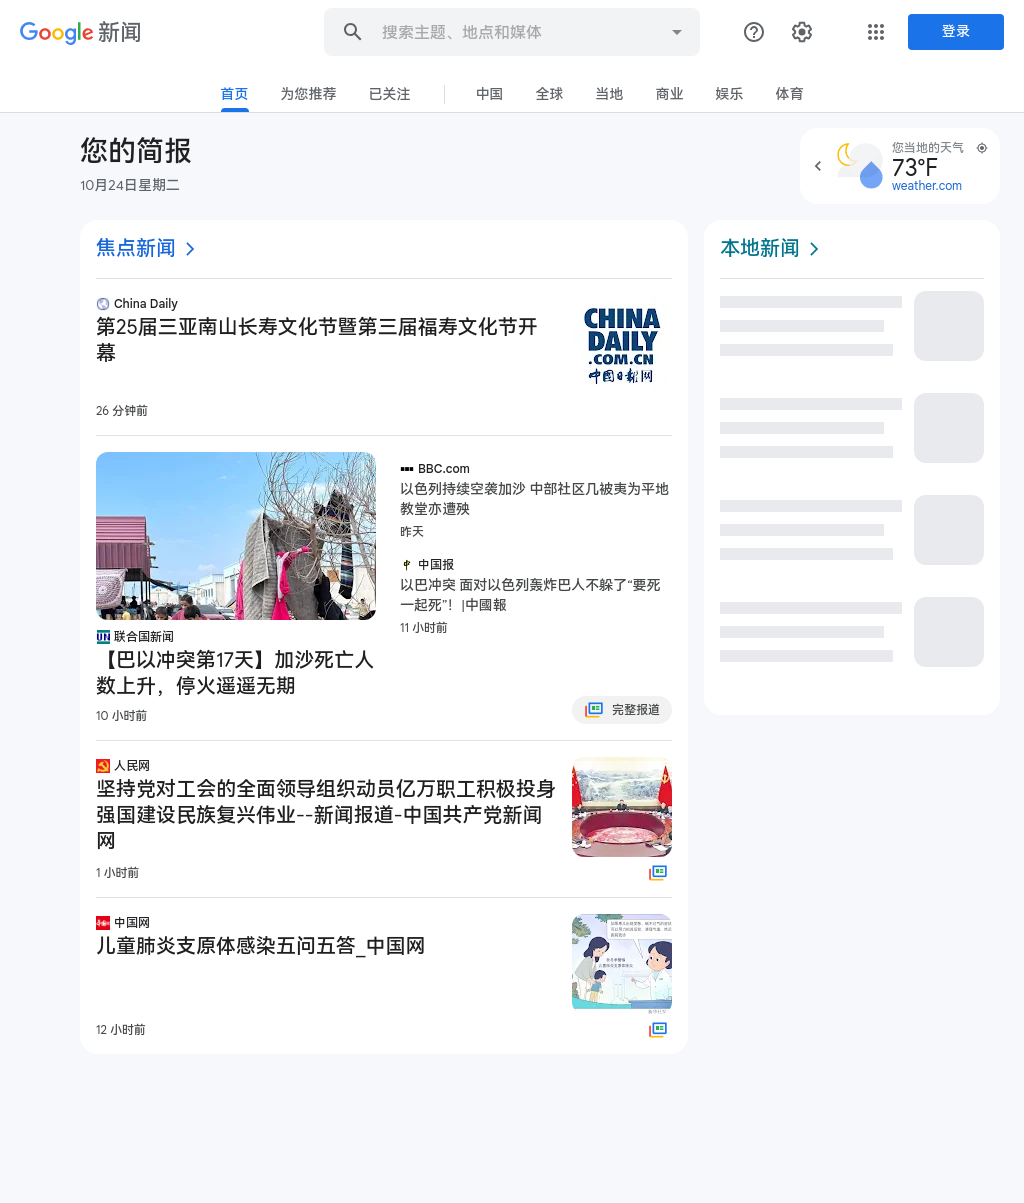 Google 新闻
搜索主题、地点和媒体
登录
首页 为您推荐 已关注 中国 全球 当地 商业 娱乐 体育
您的简报
10月24日星期二
您当地的天气
73°F
weather.com
焦点新闻
China Daily
第25届三亚南山长寿文化节暨第三届福寿文化节开
幕
CHINA
DAILY
.COM.CN
中国日报网
26 分钟前
联合国新闻
【巴以冲突第17天】加沙死亡人
数上升，停火遥遥无期
10 小时前
BBC.com
以色列持续空袭加沙 中部社区几被夷为平地
教堂亦遭殃
昨天
中国报
以巴冲突 面对以色列轰炸巴人不躲了“要死
一起死”！|中國報
11 小时前
完整报道
人民网
坚持党对工会的全面领导组织动员亿万职工积极投身
强国建设民族复兴伟业--新闻报道-中国共产党新闻
网
1 小时前
中国网
儿童肺炎支原体感染五问五答_中国网
12 小时前
本地新闻